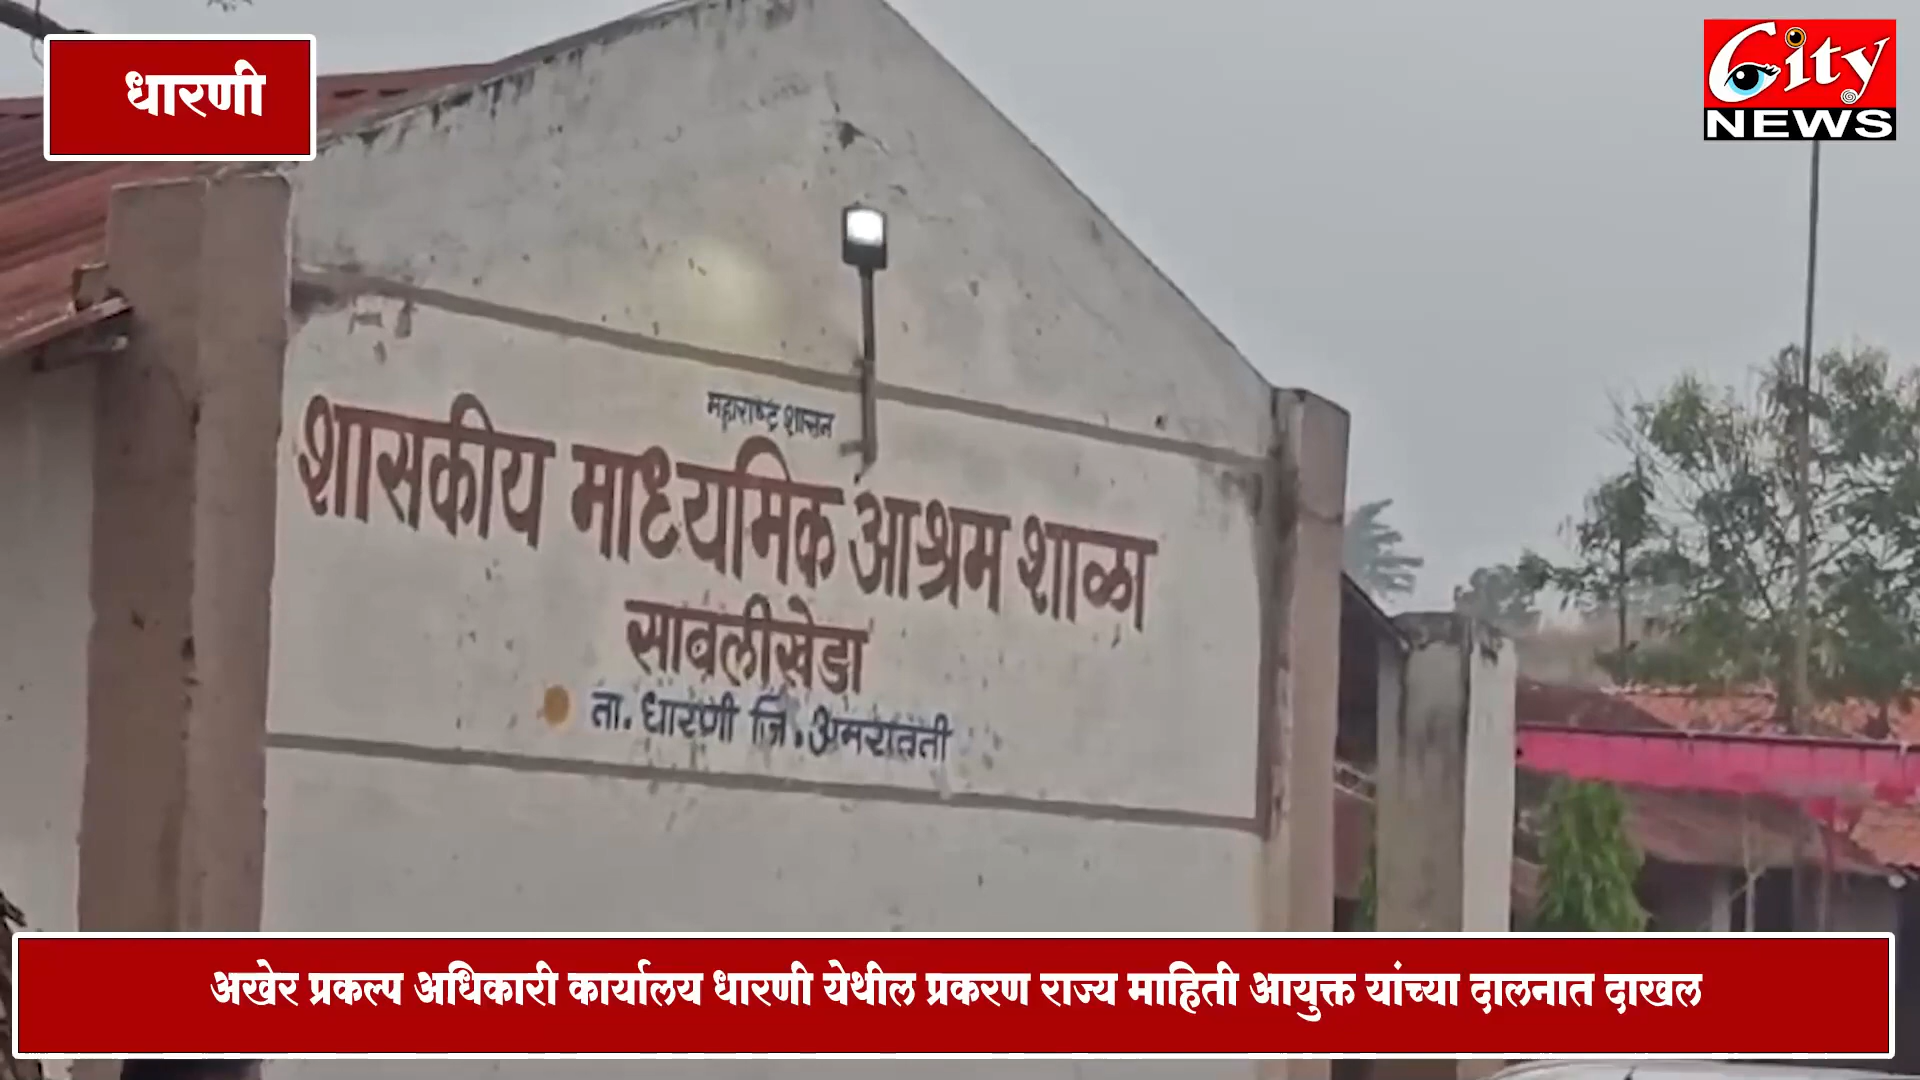 धारणी
City
NEWS
महाराष्ट्र शासन
शासकीय माध्यमिक आश्रम शाळा
सावलीखेडा
ता. धारणी जि. अमरावती
अखेर प्रकल्प अधिकारी कार्यालय धारणी येथील प्रकरण राज्य माहिती आयुक्त यांच्या दालनात दाखल